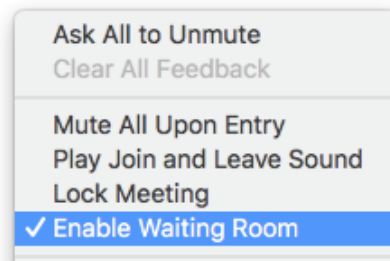 Ask All to Unmute
Clear All Feedback
Mute All Upon Entry
Play Join and Leave Sound
Lock Meeting
✓ Enable Waiting Room